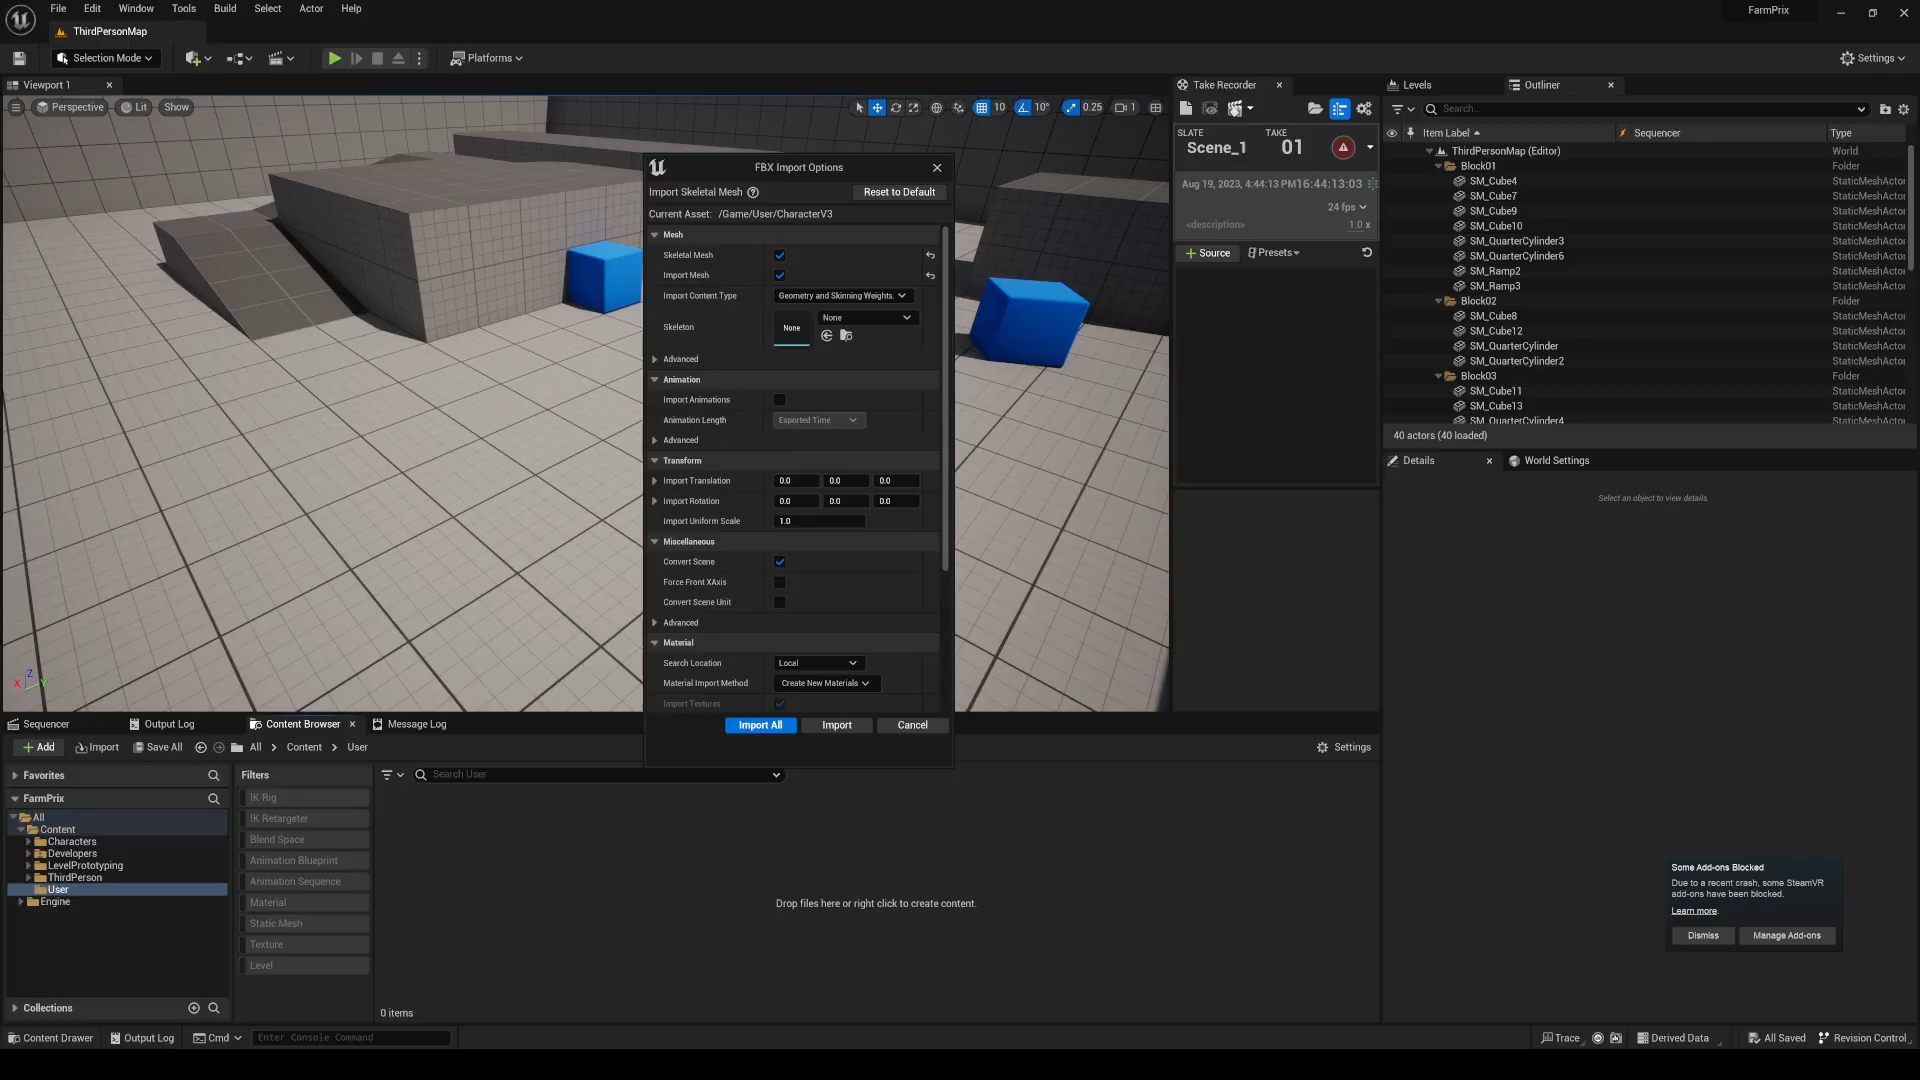 File Edit Window Tools Build Select Actor Help
FarmPrix
ThirdPersonMap
Selection Mode
Platforms
Settings
Viewport 1
Perspective
Lit
Show
10
10°
0.25
1
Take Recorder
SLATE
Scene_1
TAKE
01
Aug 19, 2023, 4:44:13 PM
16:44:13:03
24 fps
<description>
1.0 x
Source
Presets
Levels
Outliner
Search...
Item Label
Sequencer
Type
ThirdPersonMap (Editor) World
Block01 Folder
SM_Cube4 StaticMeshActor
SM_Cube7 StaticMeshActor
SM_Cube9 StaticMeshActor
SM_Cube10 StaticMeshActor
SM_QuarterCylinder3 StaticMeshActor
SM_QuarterCylinder6 StaticMeshActor
SM_Ramp2 StaticMeshActor
SM_Ramp3 StaticMeshActor
Block02 Folder
SM_Cube8 StaticMeshActor
SM_Cube12 StaticMeshActor
SM_QuarterCylinder StaticMeshActor
SM_QuarterCylinder2 StaticMeshActor
Block03 Folder
SM_Cube11 StaticMeshActor
SM_Cube13 StaticMeshActor
SM_QuarterCylinder4 StaticMeshActor
40 actors (40 loaded)
Details
World Settings
Select an object to view details.
FBX Import Options
Import Skeletal Mesh
Reset to Default
Current Asset: /Game/User/CharacterV3
Mesh
Skeletal Mesh
Import Mesh
Import Content Type Geometry and Skinning Weights.
Skeleton None None
Advanced
Animation
Import Animations
Animation Length Exported Time
Advanced
Transform
Import Translation 0.0 0.0 0.0
Import Rotation 0.0 0.0 0.0
Import Uniform Scale 1.0
Miscellaneous
Convert Scene
Force Front XAxis
Convert Scene Unit
Advanced
Material
Search Location Local
Material Import Method Create New Materials
Import Textures
Import All Import Cancel
Z
X Y
Sequencer
Output Log
Content Browser
Message Log
Add
Import
Save All
All > Content > User
Settings
Favorites
FarmPrix
All
Content
Characters
Developers
LevelPrototyping
ThirdPerson
User
Engine
Collections
Filters
IK Rig
IK Retargeter
Blend Space
Animation Blueprint
Animation Sequence
Material
Static Mesh
Texture
Level
Search User
Drop files here or right click to create content.
0 items
Some Add-ons Blocked
Due to a recent crash, some SteamVR
add-ons have been blocked.
Learn more.
Dismiss
Manage Add-ons
Content Drawer
Output Log
Cmd
Enter Console Command
Trace
Derived Data
All Saved
Revision Control